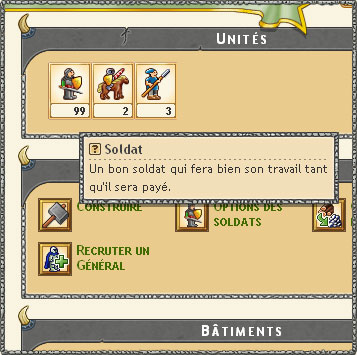 UNITÉS
99
2
3
Soldat
Un bon soldat qui fera bien son travail tant
qu'il sera payé.
CONSTRUIRE
OPTIONS DES
SOLDATS
RECRUTER UN
GÉNÉRAL
BÂTIMENTS